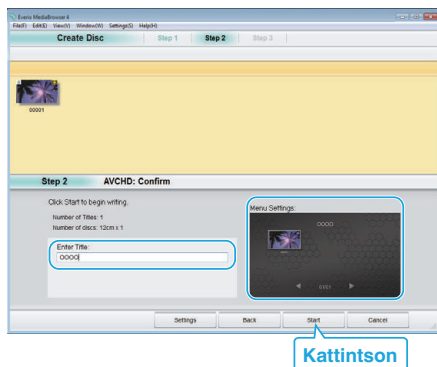 Everio MediaBrowser 4
File(F) Edit(E) View(V) Window(W) Settings(S) Help(H)
Create Disc Step 1 Step 2 Step 3
00001
Step 2 AVCHD: Confirm
Click Start to begin writing.
Number of Titles: 1
Number of discs: 12cm x 1
Enter Title:
OOOO
Menu Settings:
OOOO
0001
Settings Back Start Cancel
Kattintson